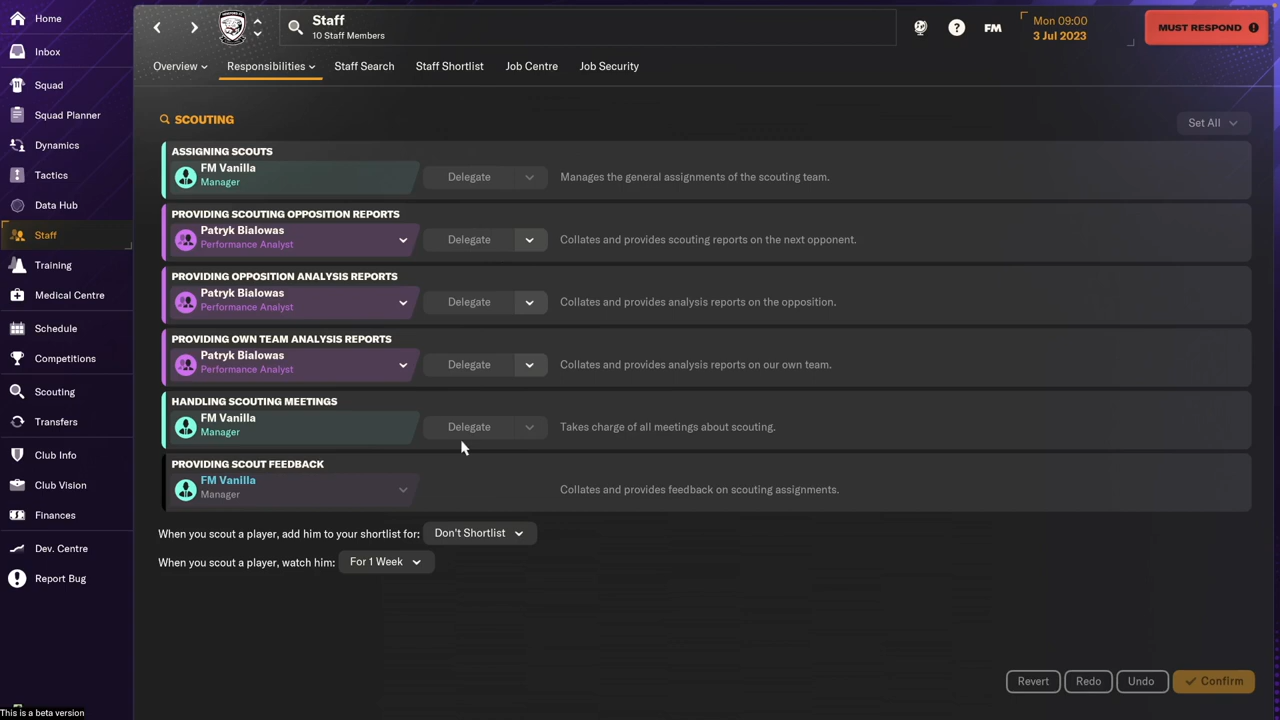 Home
Inbox
Squad
Squad Planner
Dynamics
Tactics
Data Hub
Staff
Training
Medical Centre
Schedule
Competitions
Scouting
Transfers
Club Info
Club Vision
Finances
Dev. Centre
Report Bug
This is a beta version
Staff
10 Staff Members
FM
Mon 09:00
3 Jul 2023
MUST RESPOND
Overview
Responsibilities
Staff Search
Staff Shortlist
Job Centre
Job Security
SCOUTING
Set All
ASSIGNING SCOUTS
FM Vanilla
Manager
Delegate
Manages the general assignments of the scouting team.
PROVIDING SCOUTING OPPOSITION REPORTS
Patryk Bialowas
Performance Analyst
Delegate
Collates and provides scouting reports on the next opponent.
PROVIDING OPPOSITION ANALYSIS REPORTS
Patryk Bialowas
Performance Analyst
Delegate
Collates and provides analysis reports on the opposition.
PROVIDING OWN TEAM ANALYSIS REPORTS
Patryk Bialowas
Performance Analyst
Delegate
Collates and provides analysis reports on our own team.
HANDLING SCOUTING MEETINGS
FM Vanilla
Manager
Delegate
Takes charge of all meetings about scouting.
PROVIDING SCOUT FEEDBACK
FM Vanilla
Manager
Collates and provides feedback on scouting assignments.
When you scout a player, add him to your shortlist for: Don't Shortlist
When you scout a player, watch him: For 1 Week
Revert
Redo
Undo
Confirm